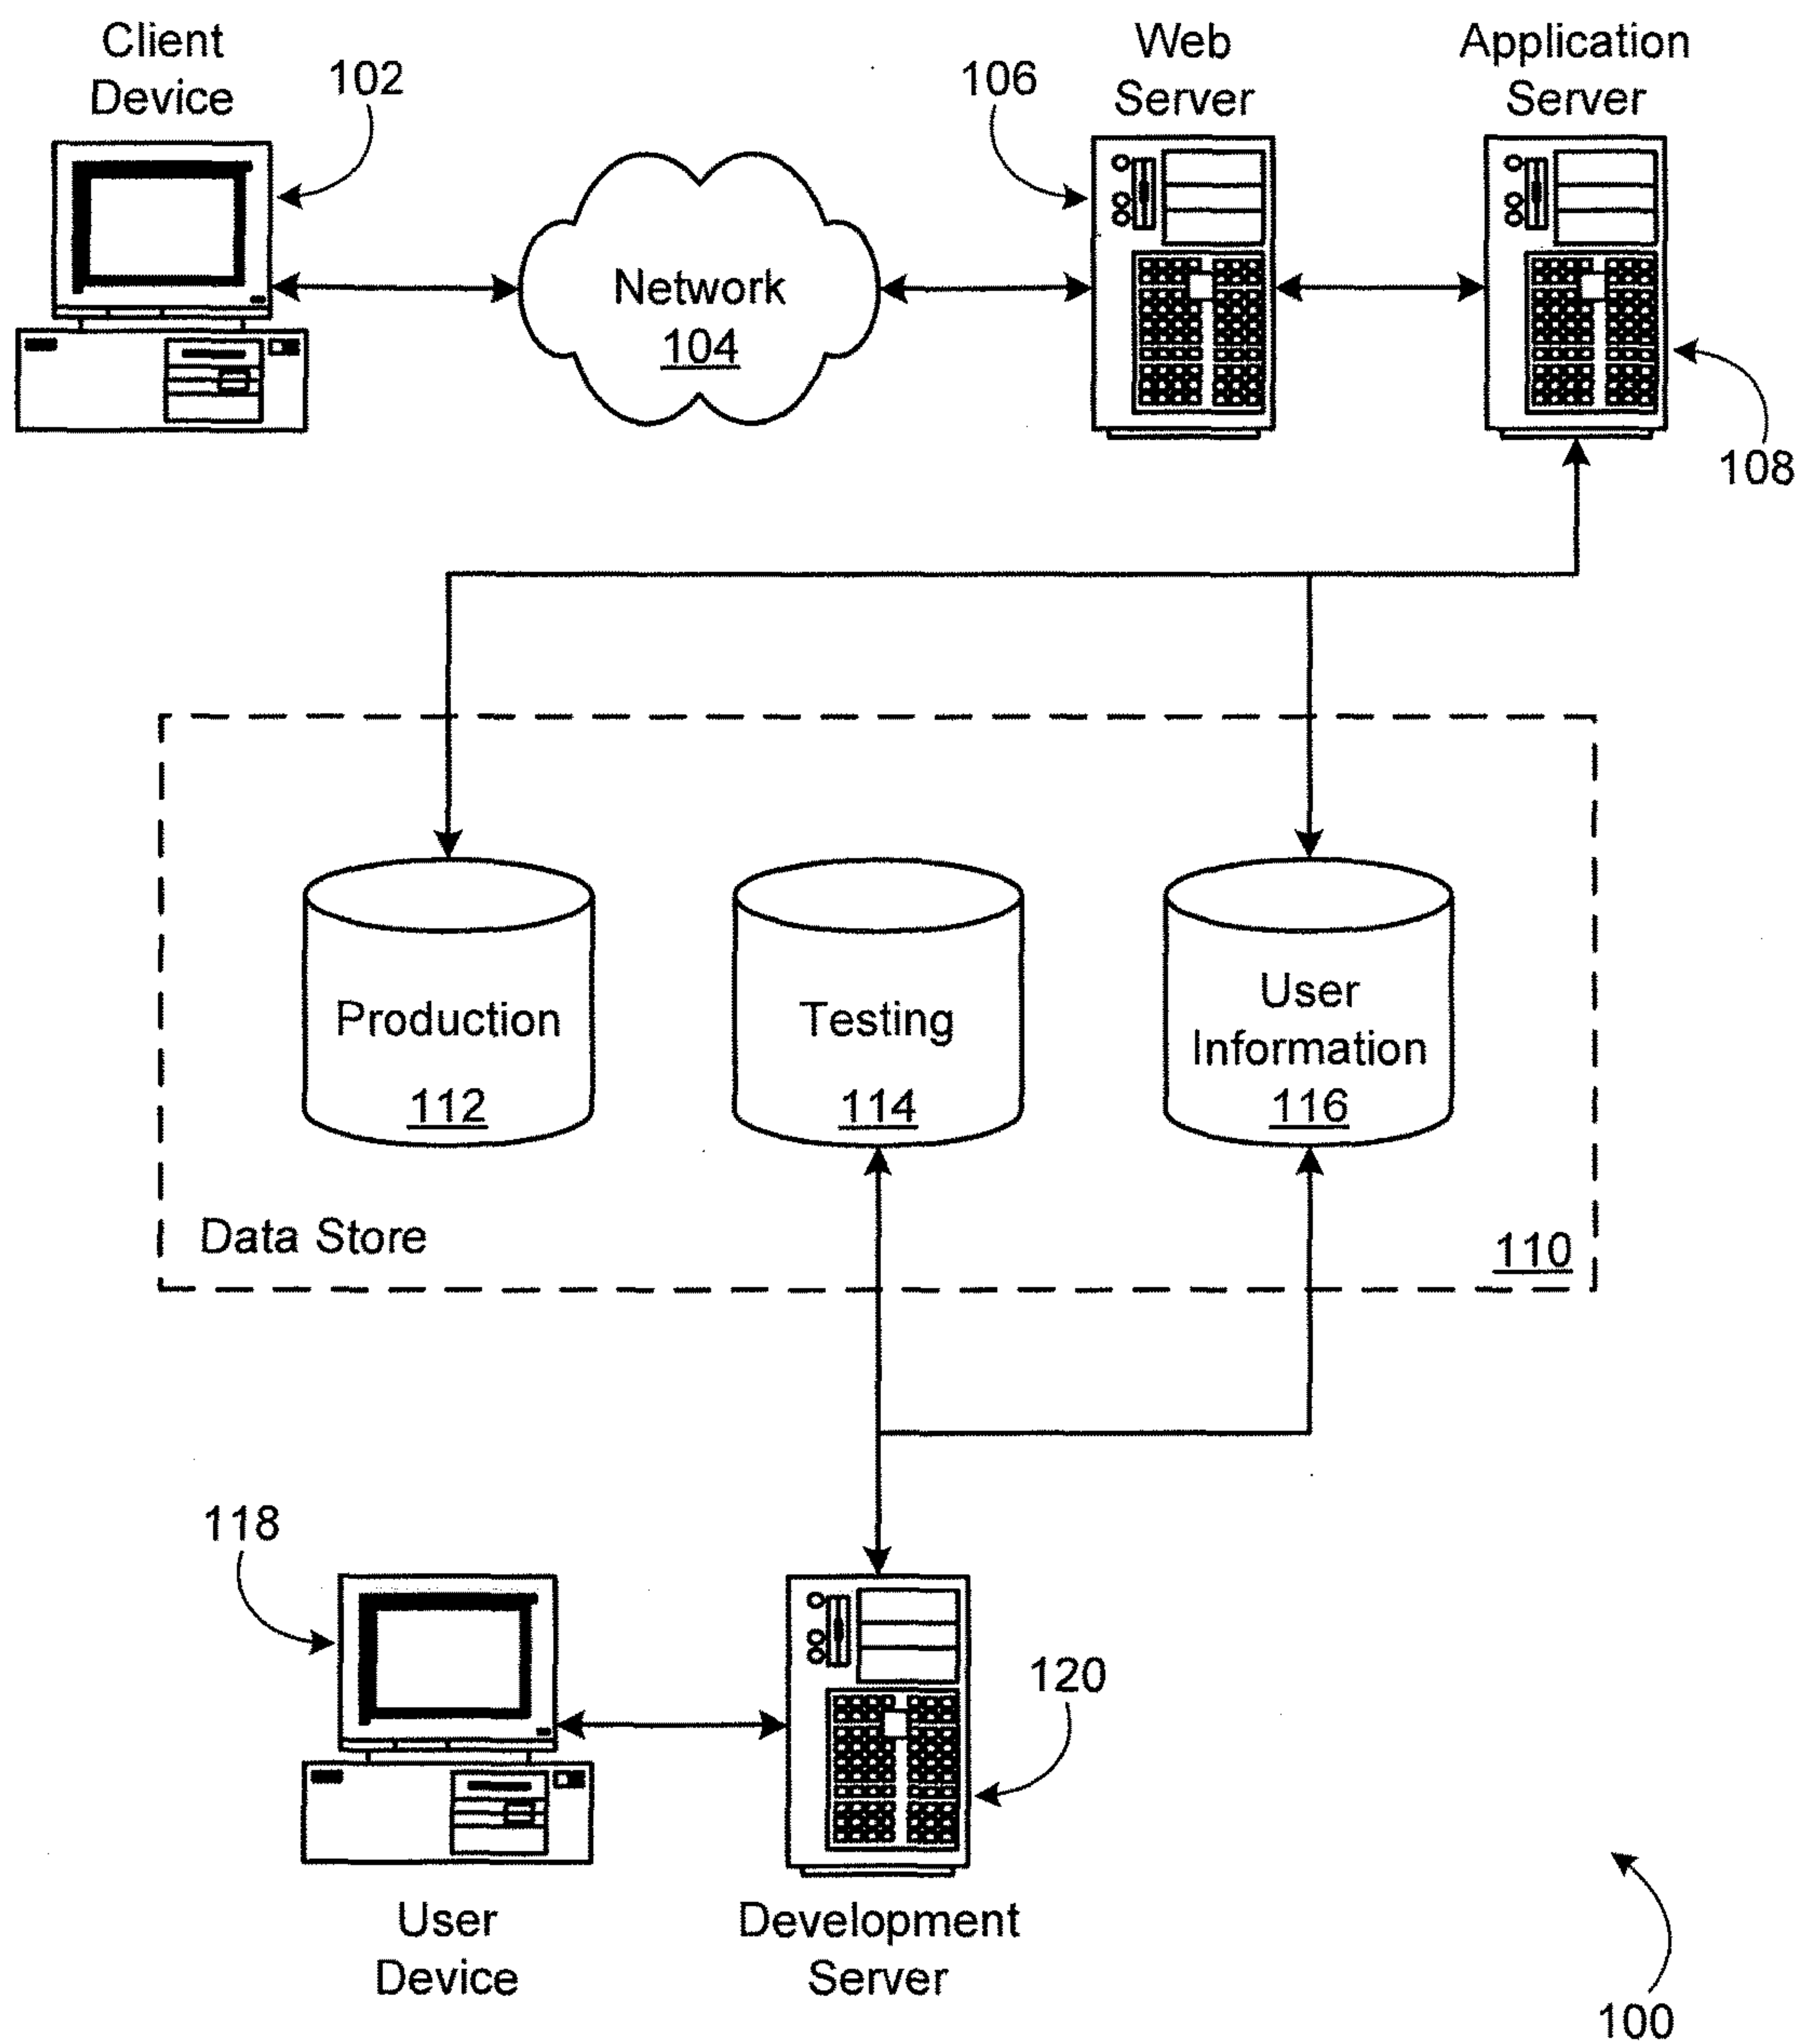 Client
Device
102
Web
Server
106
Application
Server
Network
104
108
Production
112
Testing
114
User
Information
116
Data Store
110
118
120
User
Device
Development
Server
100